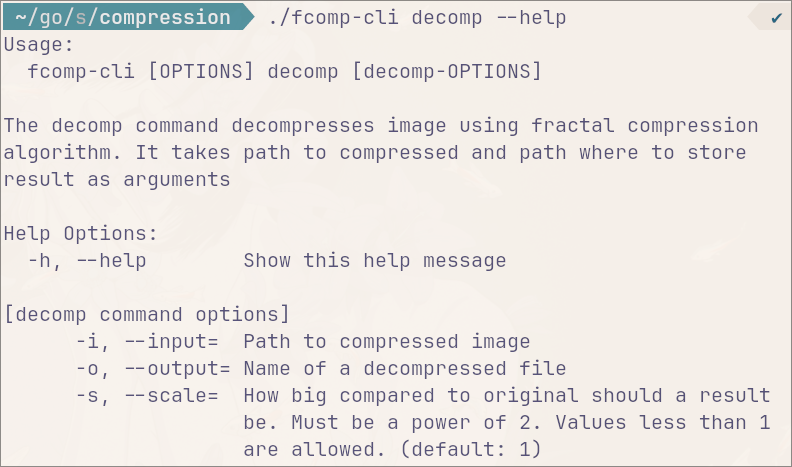 ~/go/s/compression ./fcomp-cli decomp --help ✔
Usage:
fcomp-cli [OPTIONS] decomp [decomp-OPTIONS]
The decomp command decompresses image using fractal compression
algorithm. It takes path to compressed and path where to store
result as arguments
Help Options:
-h, --help Show this help message
[decomp command options]
-i, --input= Path to compressed image
-o, --output= Name of a decompressed file
-s, --scale= How big compared to original should a result
be. Must be a power of 2. Values less than 1
are allowed. (default: 1)